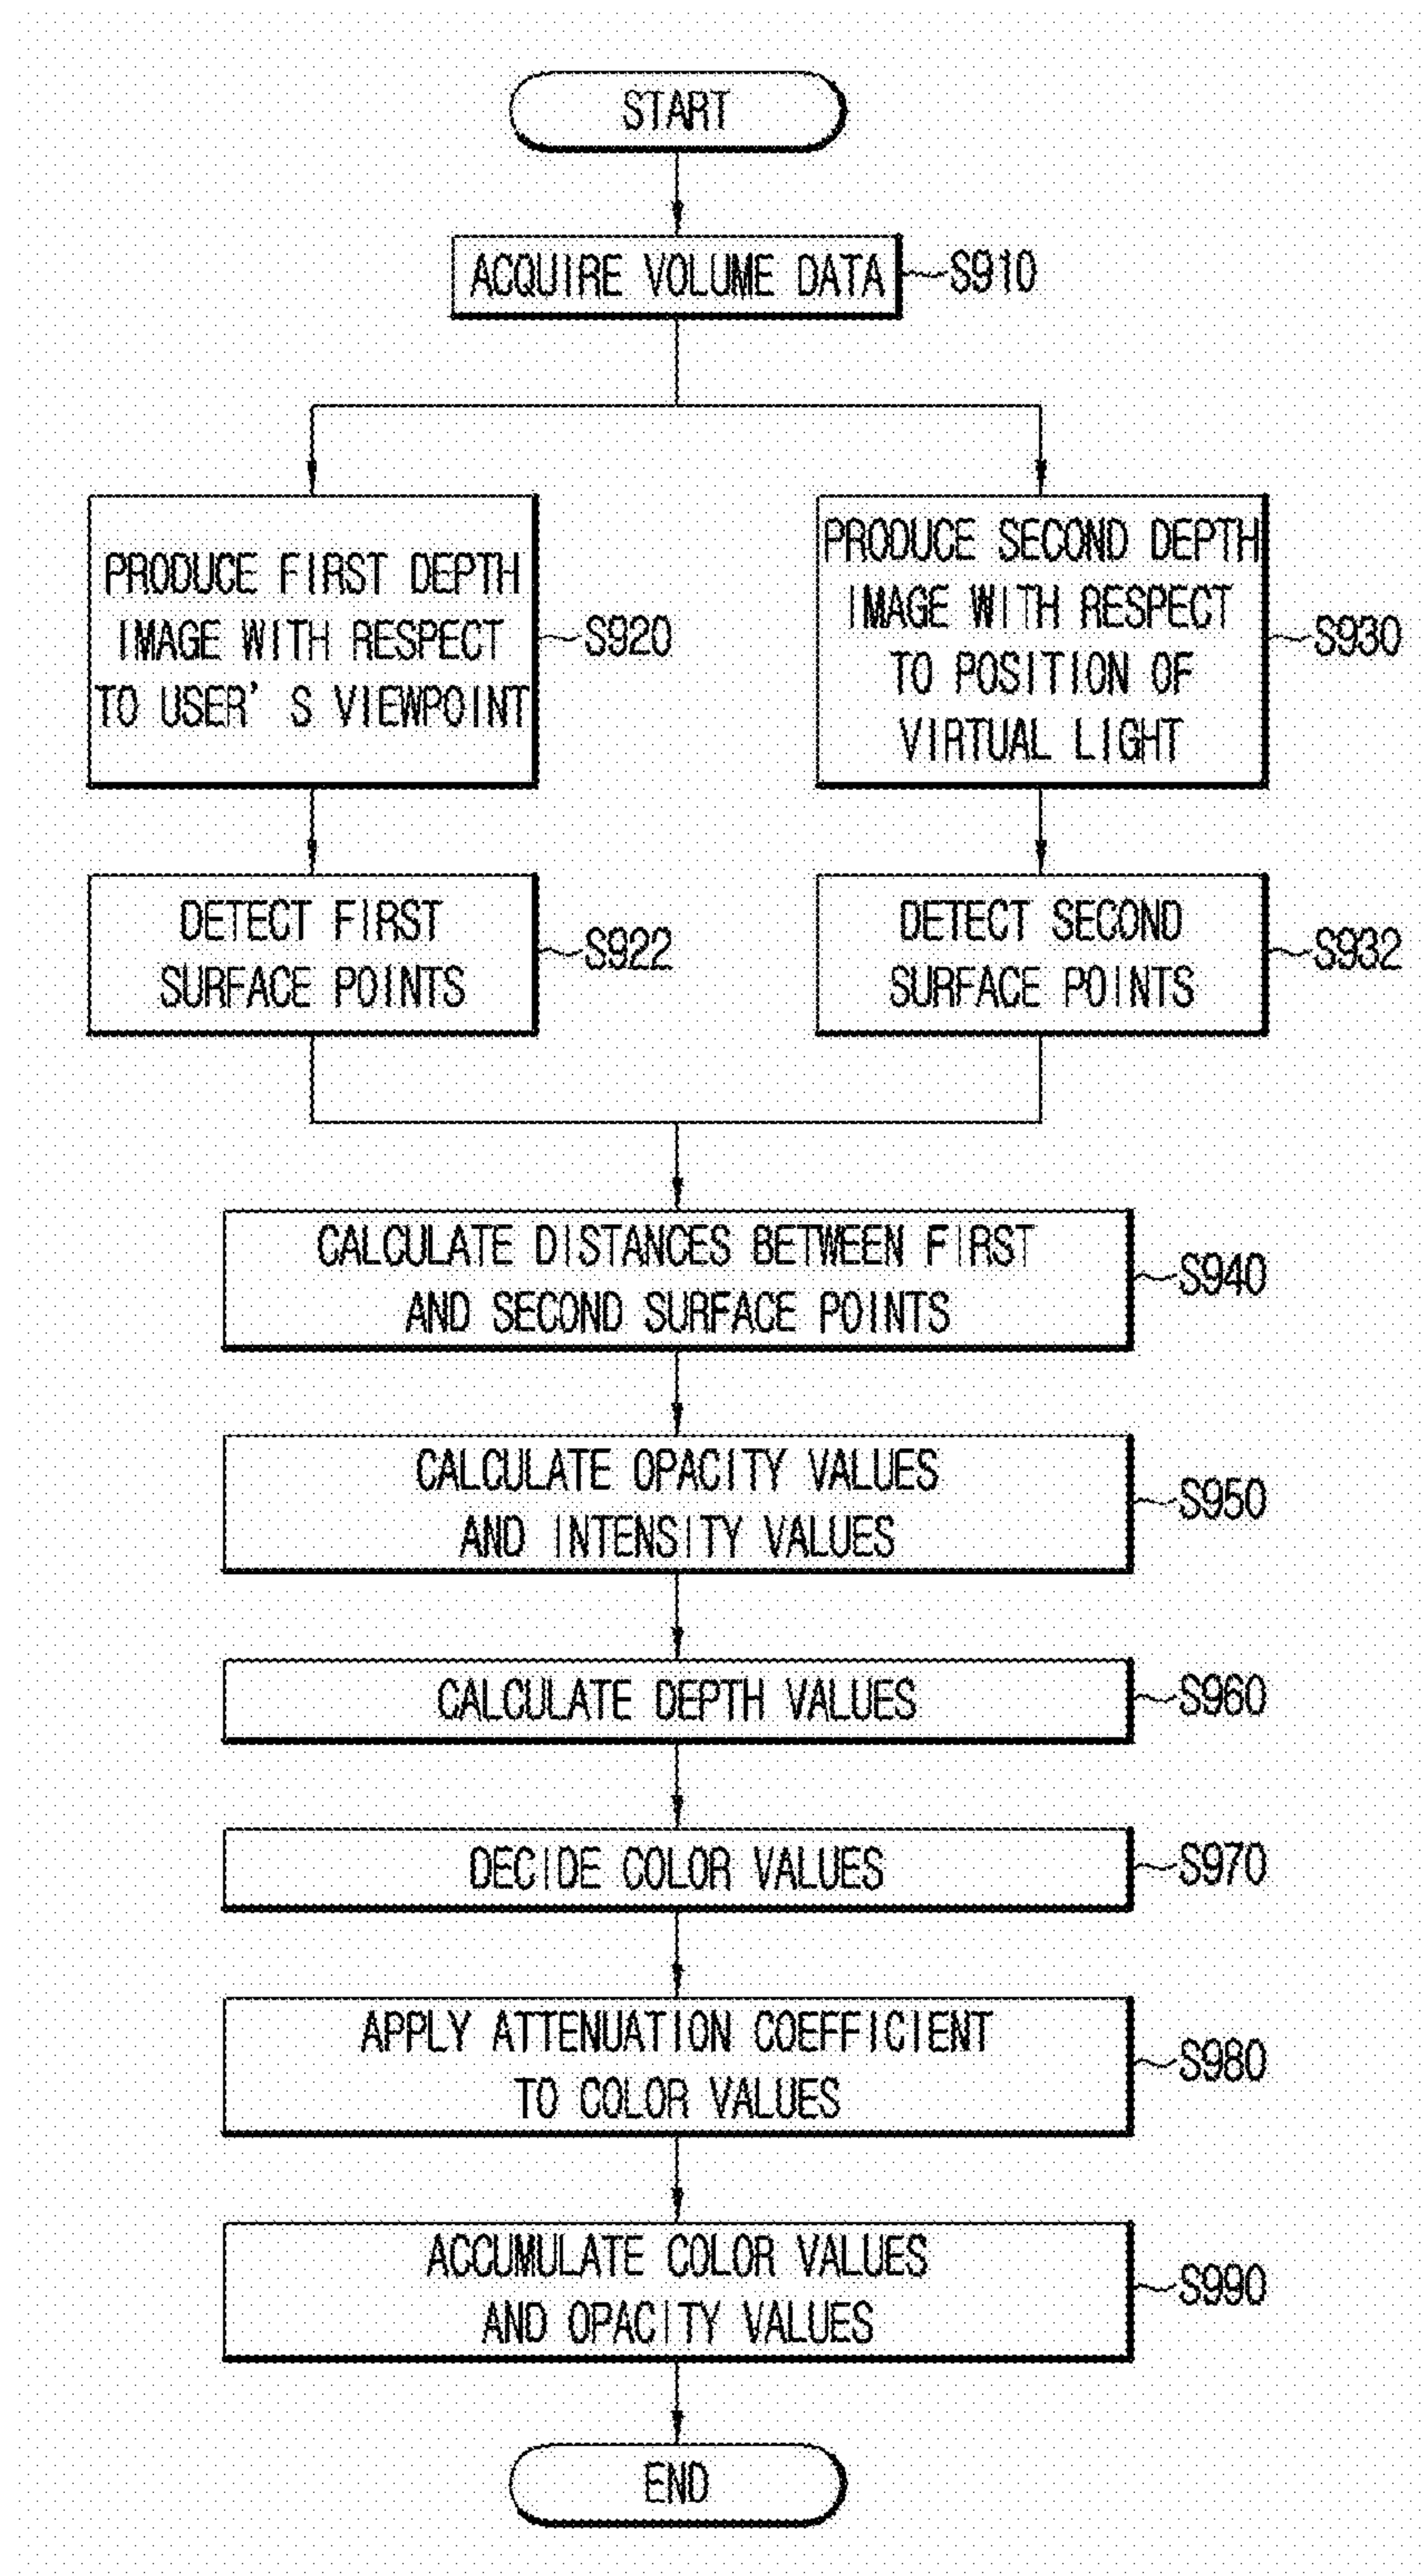 START
ACQUIRE VOLUME DATA
S910
PRODUCE FIRST DEPTH
IMAGE WITH RESPECT
TO USER'S VIEWPOINT
S920
PRODUCE SECOND DEPTH
IMAGE WITH RESPECT
TO POSITION OF
VIRTUAL LIGHT
S930
DETECT FIRST
SURFACE POINTS
S922
DETECT SECOND
SURFACE POINTS
S932
CALCULATE DISTANCES BETWEEN FIRST
AND SECOND SURFACE POINTS
S940
CALCULATE OPACITY VALUES
AND INTENSITY VALUES
S950
CALCULATE DEPTH VALUES
S960
DECIDE COLOR VALUES
S970
APPLY ATTENUATION COEFFICIENT
TO COLOR VALUES
S980
ACCUMULATE COLOR VALUES
AND OPACITY VALUES
S990
END